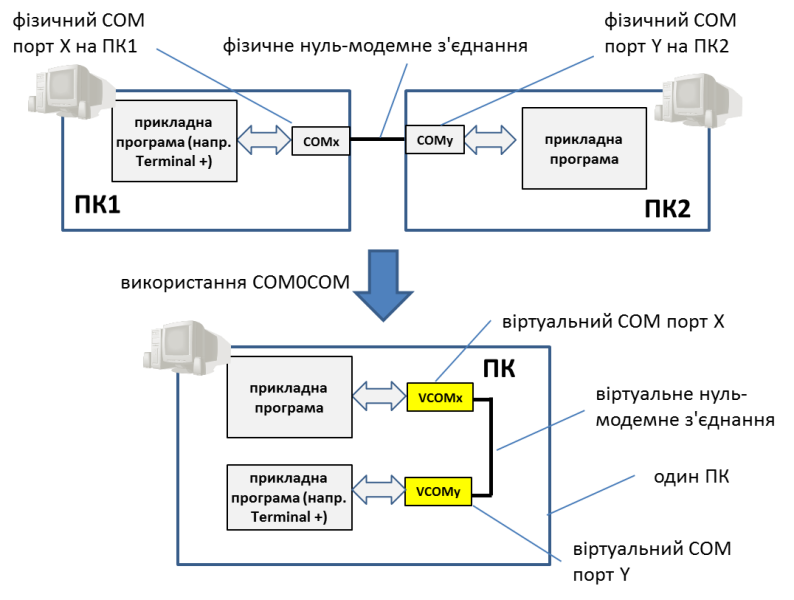 фізичний COM
порт X на ПК1
фізичне нуль-модемне з'єднання
фізичний COM
порт Y на ПК2
прикладна
програма (напр.
Terminal +)
COMx
COMy
прикладна
програма
ПК1
ПК2
використання COM0COM
віртуальний COM порт X
ПК
прикладна
програма
VCOMx
віртуальне нуль-
модемне з'єднання
прикладна
програма (напр.
Terminal +)
VCOMy
один ПК
віртуальний COM
порт Y